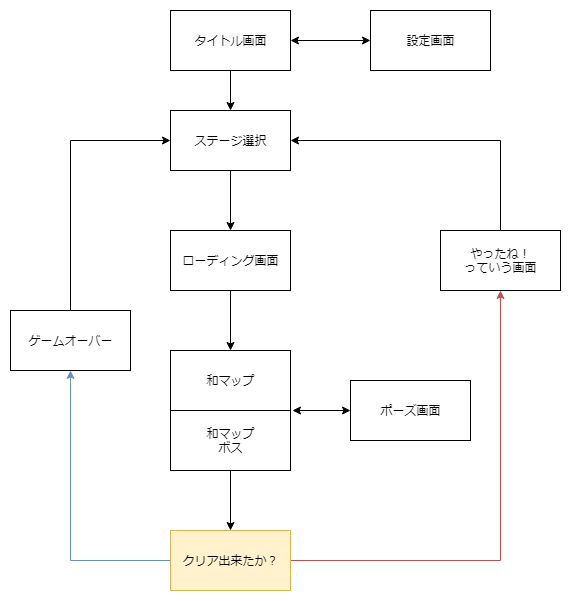 タイトル画面
設定画面
ステージ選択
ローディング画面
やったね！
っていう画面
ゲームオーバー
和マップ
和マップ
ボス
ポーズ画面
クリア出来たか？